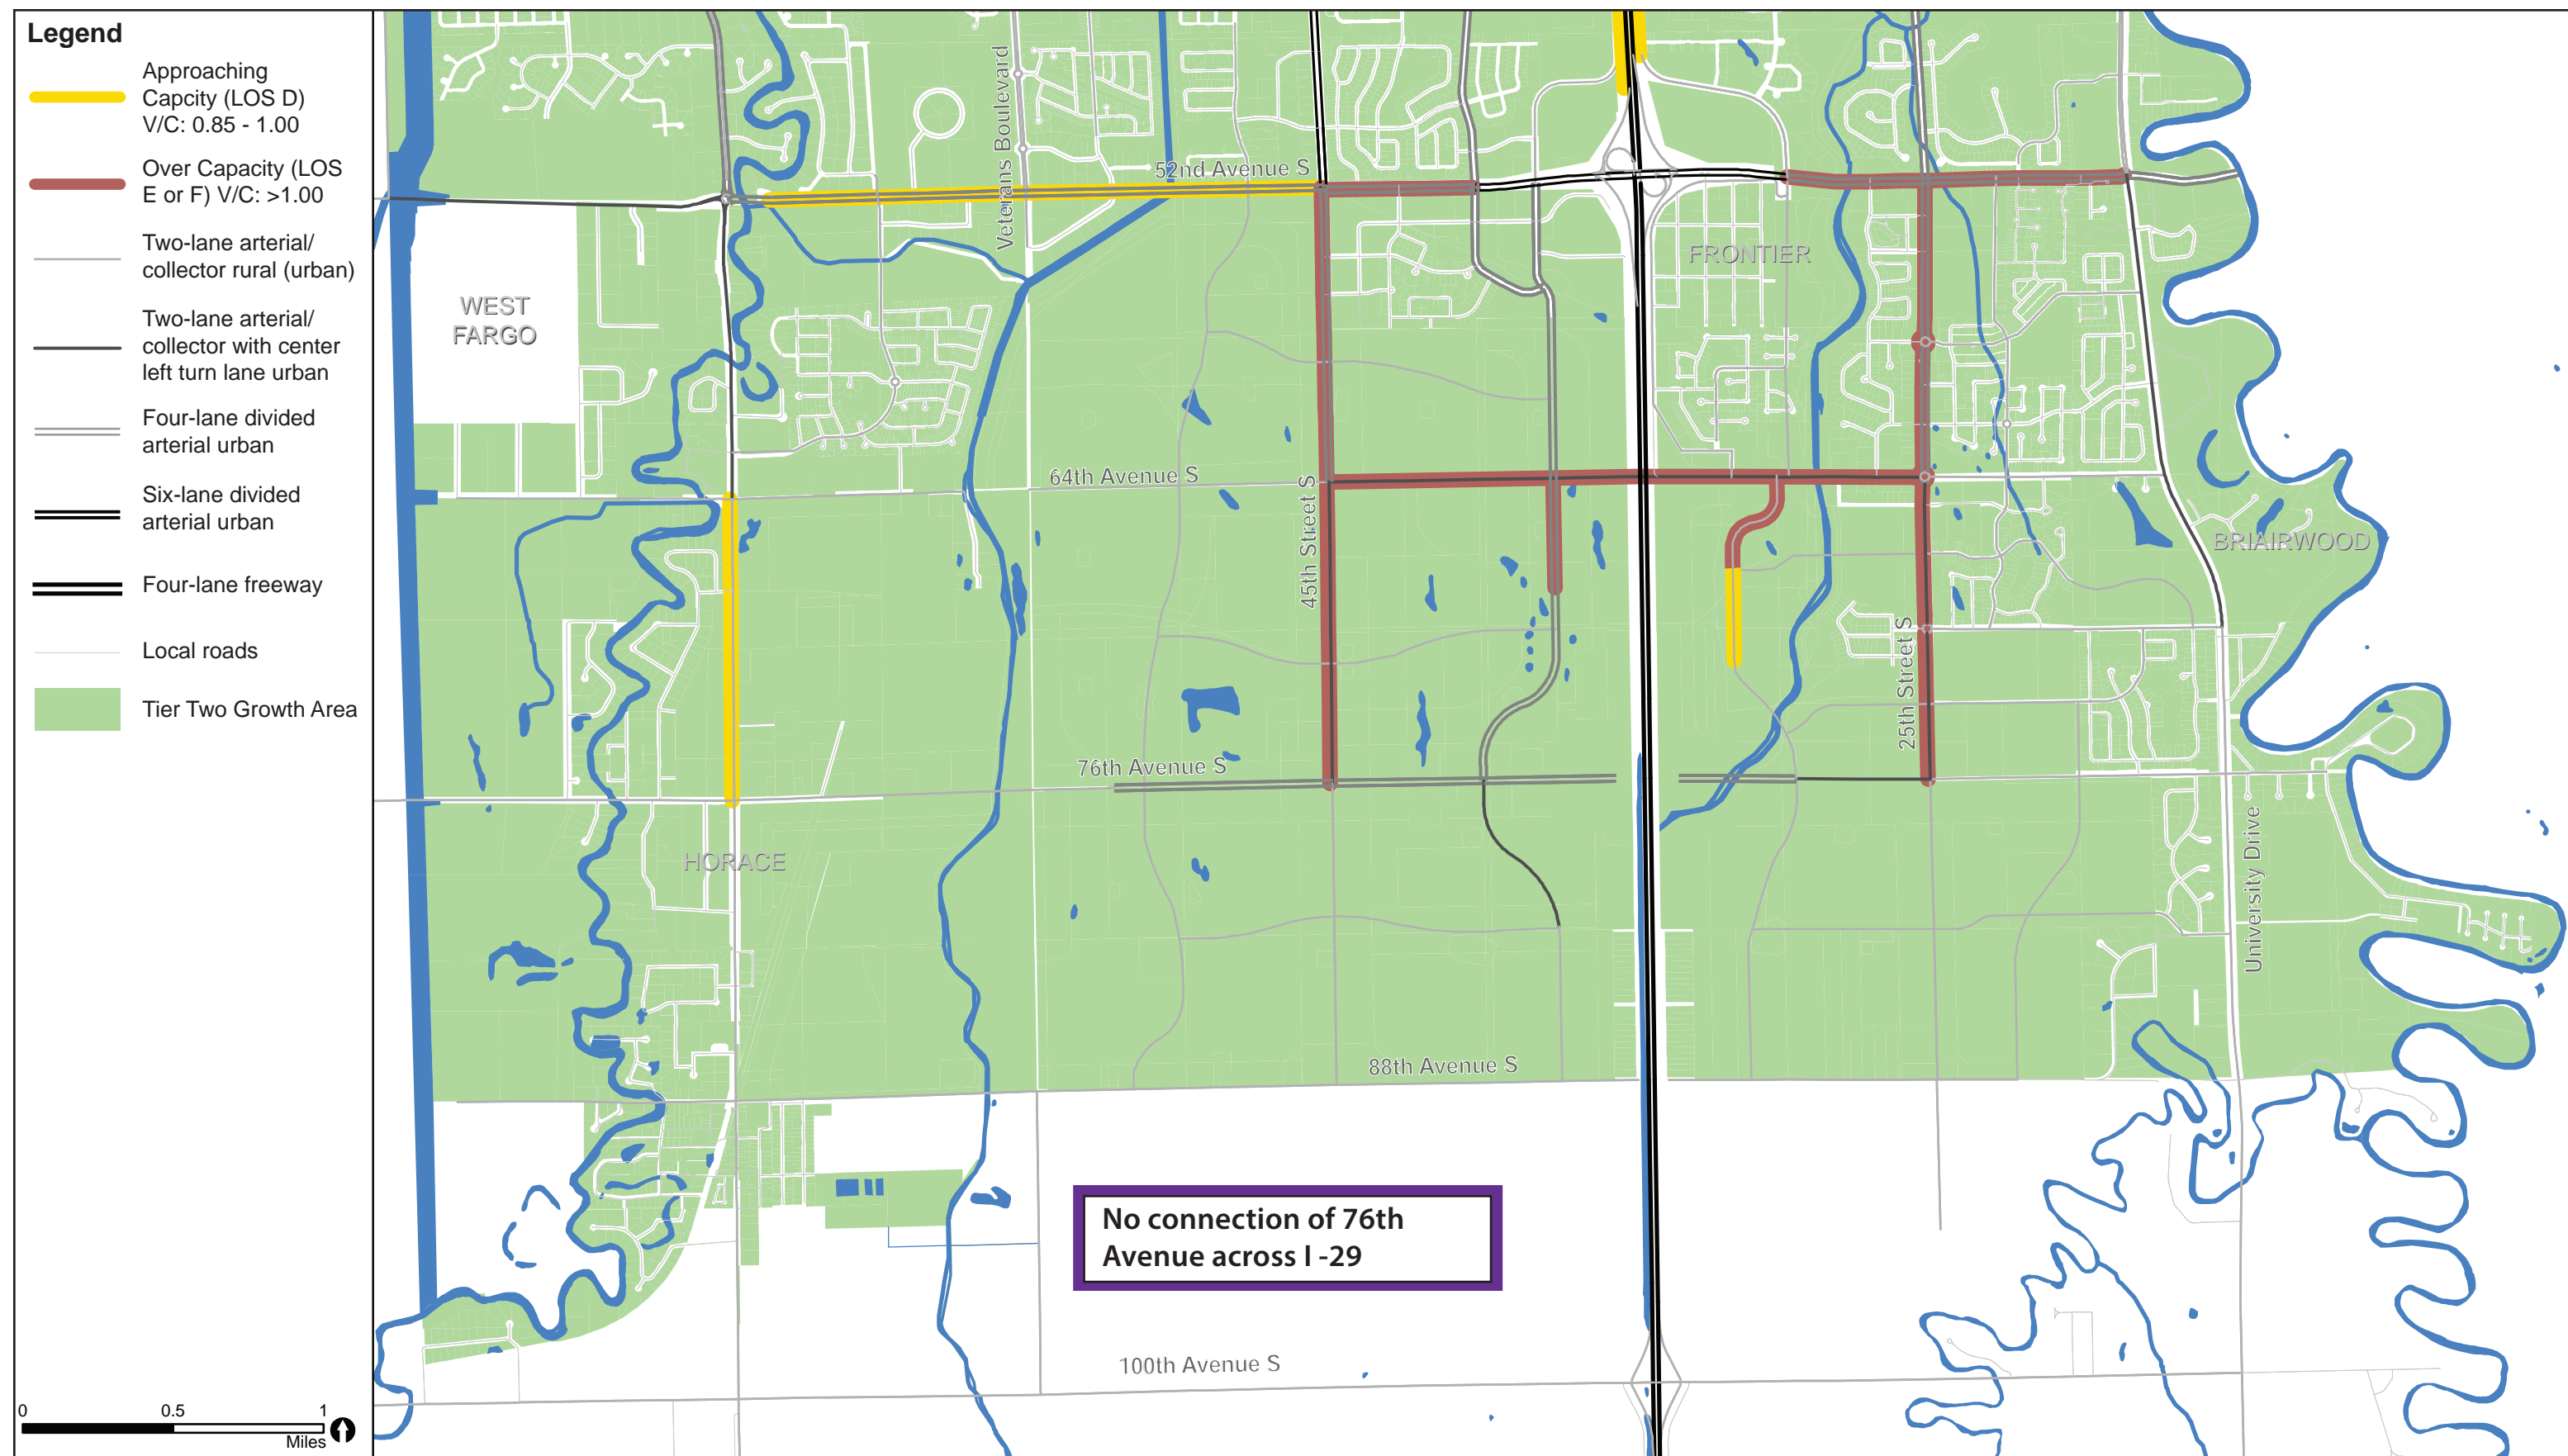 Legend
Approaching
Capcity (LOS D)
V/C: 0.85 - 1.00
Over Capacity (LOS
E or F) V/C: >1.00
Two-lane arterial/
collector rural (urban)
Two-lane arterial/
collector with center
left turn lane urban
Four-lane divided
arterial urban
Six-lane divided
arterial urban
Four-lane freeway
Local roads
Tier Two Growth Area
0 0.5 1
Miles
Veterans Boulevard
52nd Avenue S
WEST
FARGO
FRONTIER
64th Avenue S
45th Street S
BRIAIRWOOD
25th Street S
76th Avenue S
HORACE
University Drive
88th Avenue S
No connection of 76th
Avenue across I -29
100th Avenue S